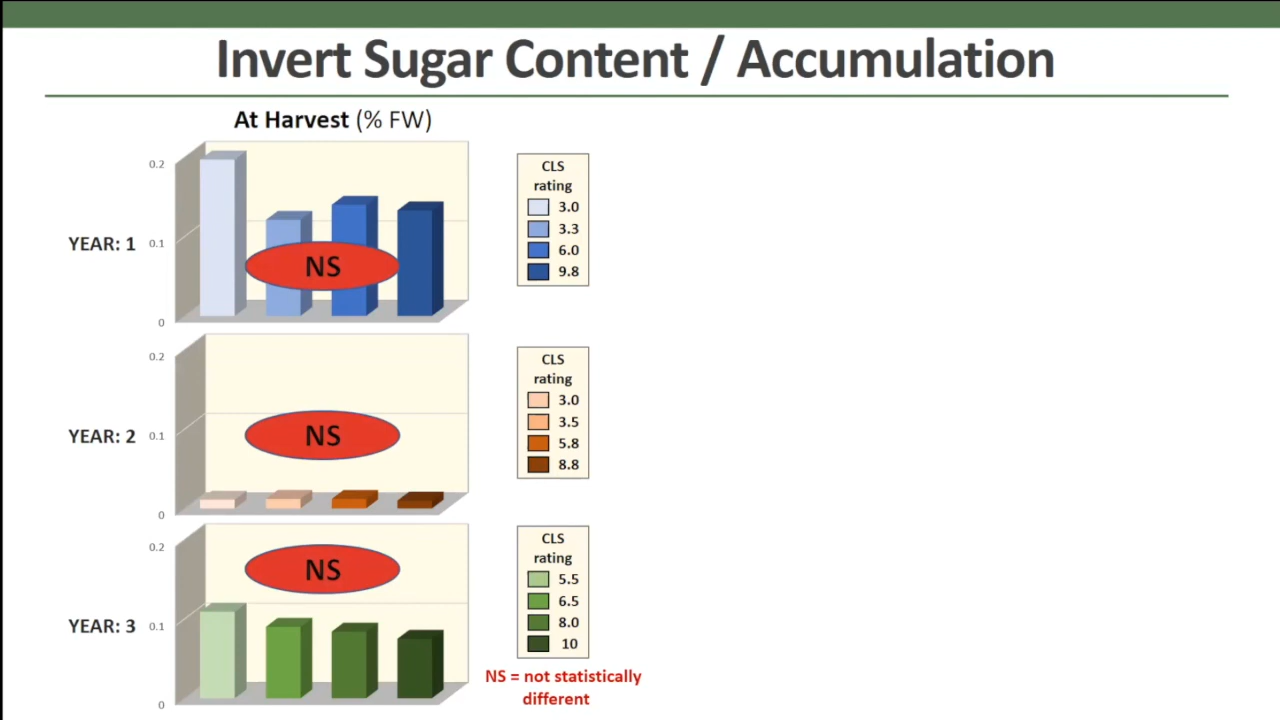 Invert Sugar Content / Accumulation
At Harvest (% FW)
YEAR: 1
0.2
0.1
0
NS
CLS
rating
3.0
3.3
6.0
9.8
YEAR: 2
0.2
0.1
0
NS
CLS
rating
3.0
3.5
5.8
8.8
YEAR: 3
0.2
0.1
0
NS
CLS
rating
5.5
6.5
8.0
10
NS = not statistically
different